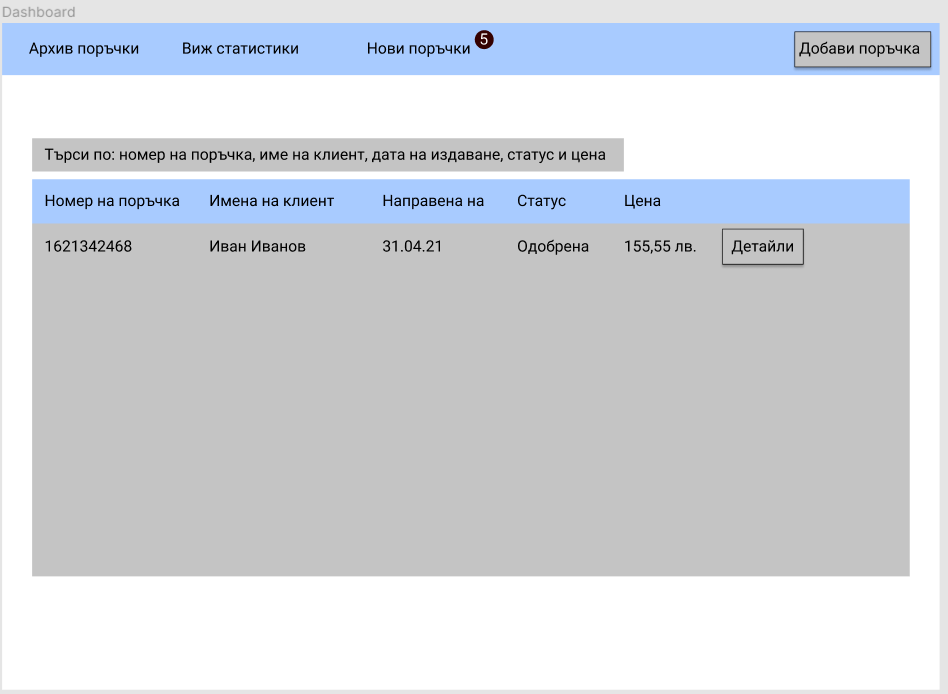 Dashboard
Архив поръчки Виж статистики Нови поръчки 5 Добави поръчка
Търси по: номер на поръчка, име на клиент, дата на издаване, статус и цена
Номер на поръчка Имена на клиент Направена на Статус Цена
1621342468 Иван Иванов 31.04.21 Одобрена 155,55 лв. Детайли